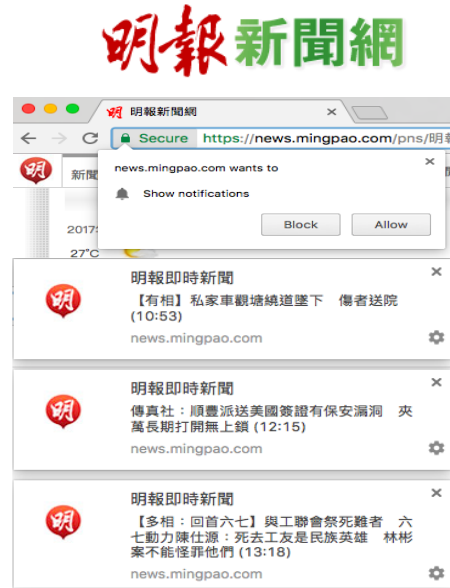 明報新聞網
明 明報新聞網
Secure https://news.mingpao.com/pns/明
明 新聞
news.mingpao.com wants to
Show notifications
Block Allow
2017
27°C
明報即時新聞
明 【有相】私家車觀塘繞道墜下 傷者送院
(10:53)
news.mingpao.com
明報即時新聞
明 傳真社：順豐派送美國簽證有保安漏洞 夾
萬長期打開無上鎖 (12:15)
news.mingpao.com
明報即時新聞
明 【多相：回首六七】與工聯會祭死難者 六
七動力陳仕源：死去工友是民族英雄 林彬
案不能怪罪他們 (13:18)
news.mingpao.com